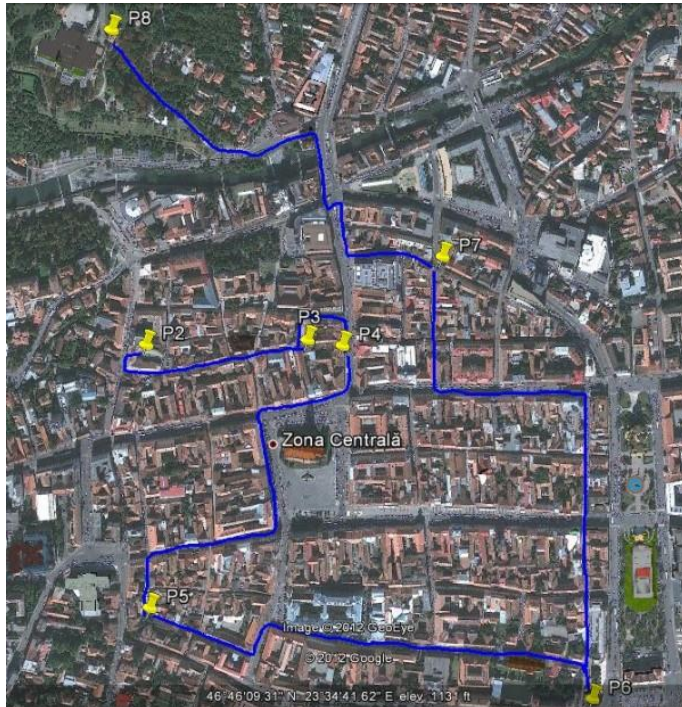 P8
P7
P3
P2
P4
Zona Centrală
P5
Image © 2012 GeoEye
© 2012 Google
46°46'09.31" N 23°34'41.62" E elev 1131 ft
P6